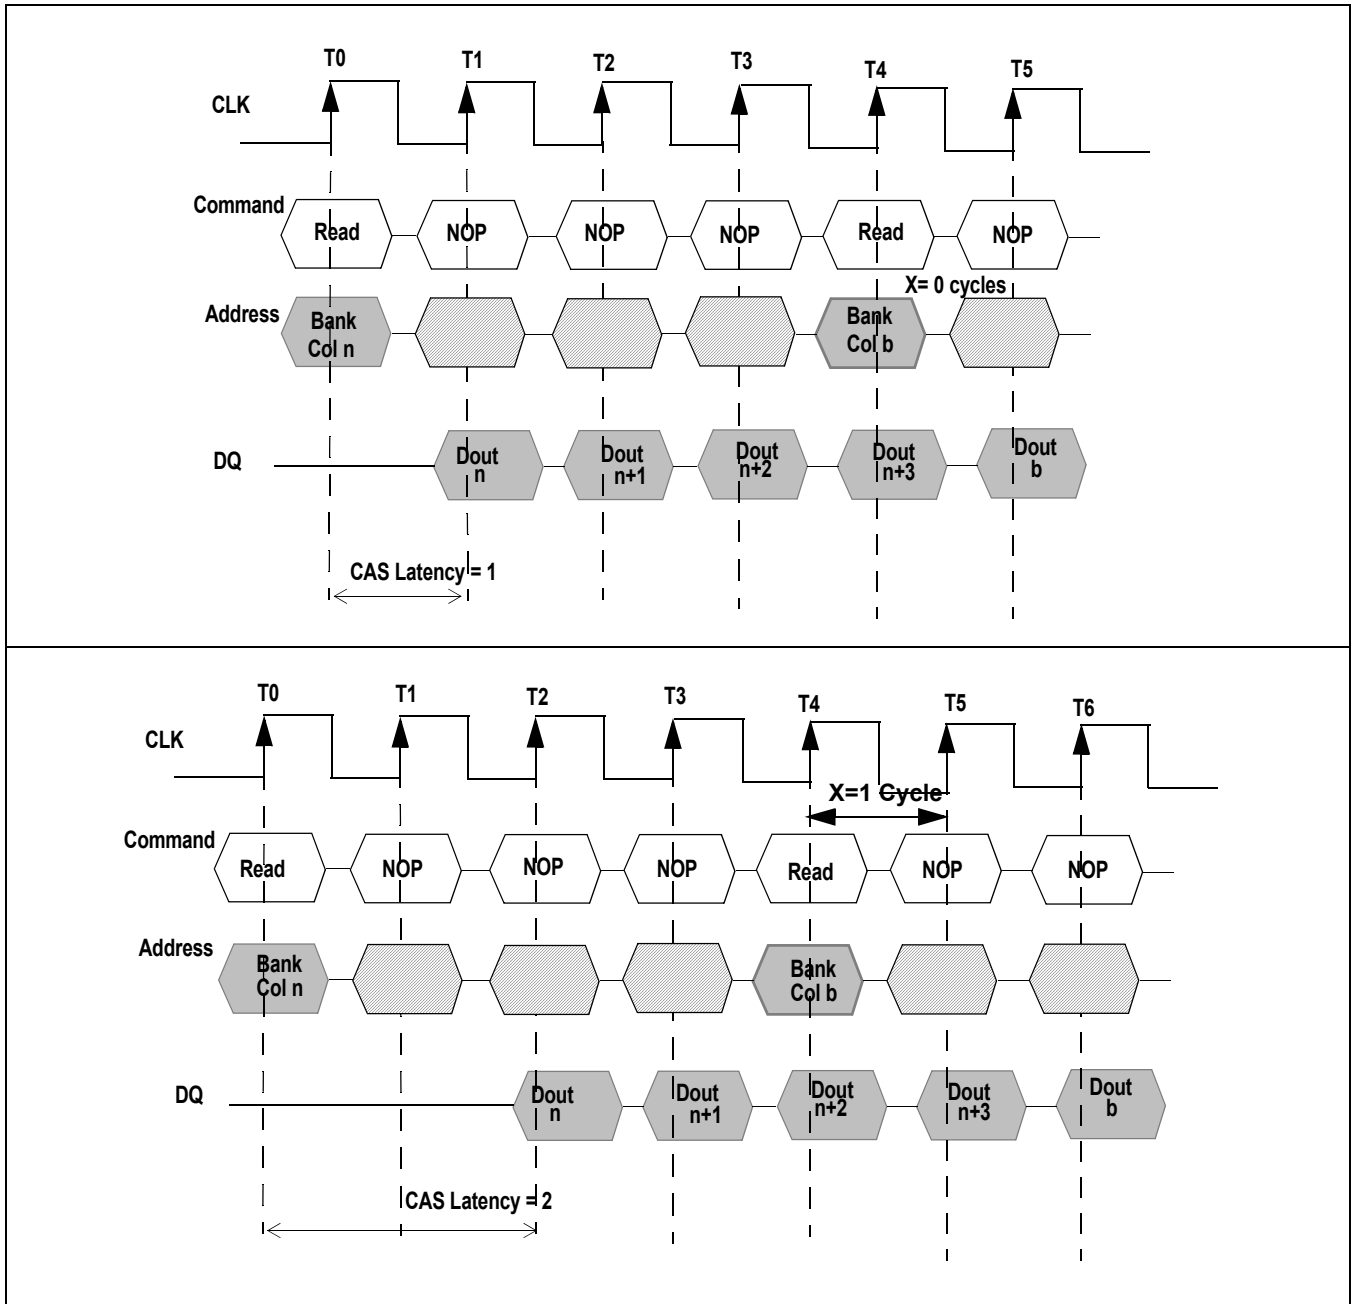 T0 T1 T2 T3 T4 T5
CLK
Command
Read NOP NOP NOP Read NOP
X= 0 cycles
Address
Bank
Col n
Bank
Col b
DQ
Dout
n
Dout
n+1
Dout
n+2
Dout
n+3
Dout
b
CAS Latency = 1
T0 T1 T2 T3 T4 T5 T6
CLK
X=1 Cycle
Command
Read NOP NOP NOP Read NOP NOP
Address
Bank
Col n
Bank
Col b
DQ
Dout
n
Dout
n+1
Dout
n+2
Dout
n+3
Dout
b
CAS Latency = 2